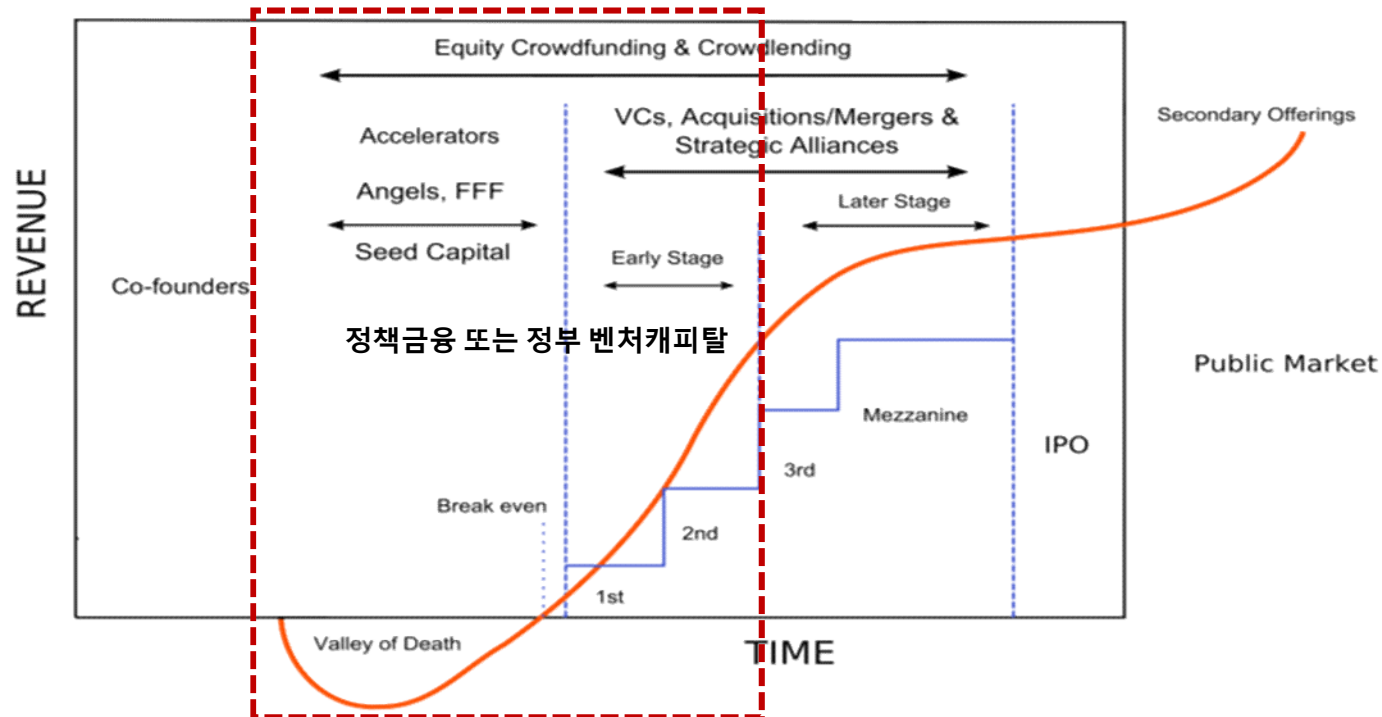 Equity Crowdfunding & Crowdlending
VCs, Acquisitions/Mergers &
Strategic Alliances
Secondary Offerings
Accelerators
Angels, FFF
Seed Capital
Later Stage
Early Stage
REVENUE
Co-founders
정책금융 또는 정부 벤처캐피탈
Public Market
Mezzanine
IPO
3rd
Break even
2nd
1st
Valley of Death
TIME